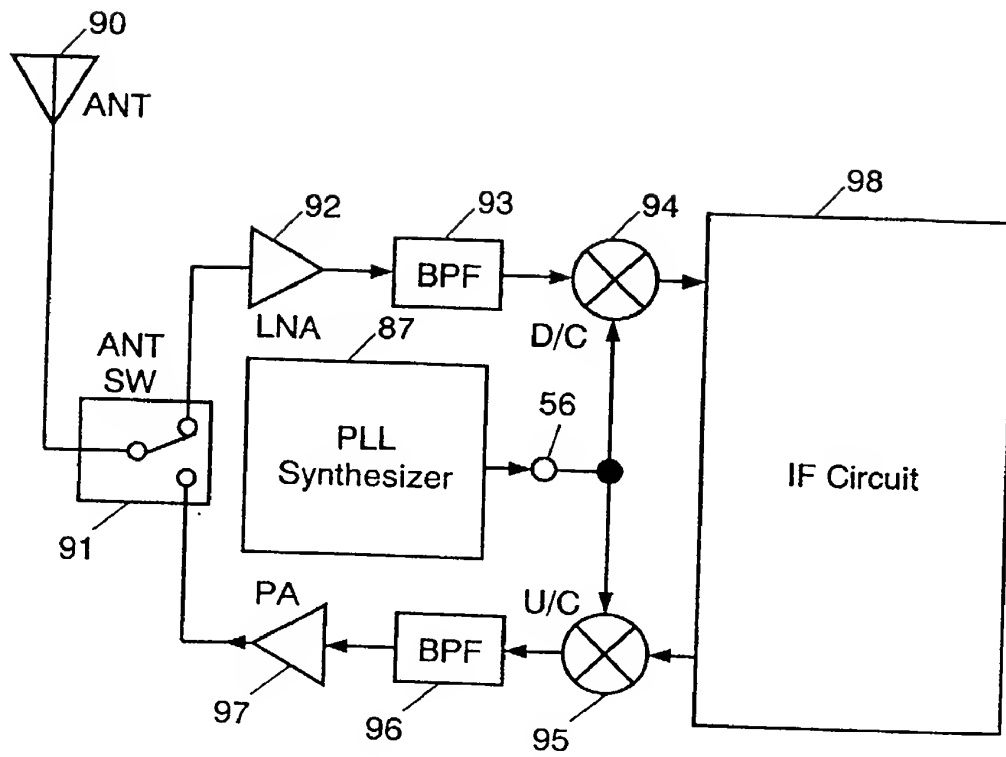 90
ANT
92
93
94
98
BPF
LNA
D/C
87
ANT
SW
56
PLL
Synthesizer
IF Circuit
91
PA
U/C
BPF
97
96
95